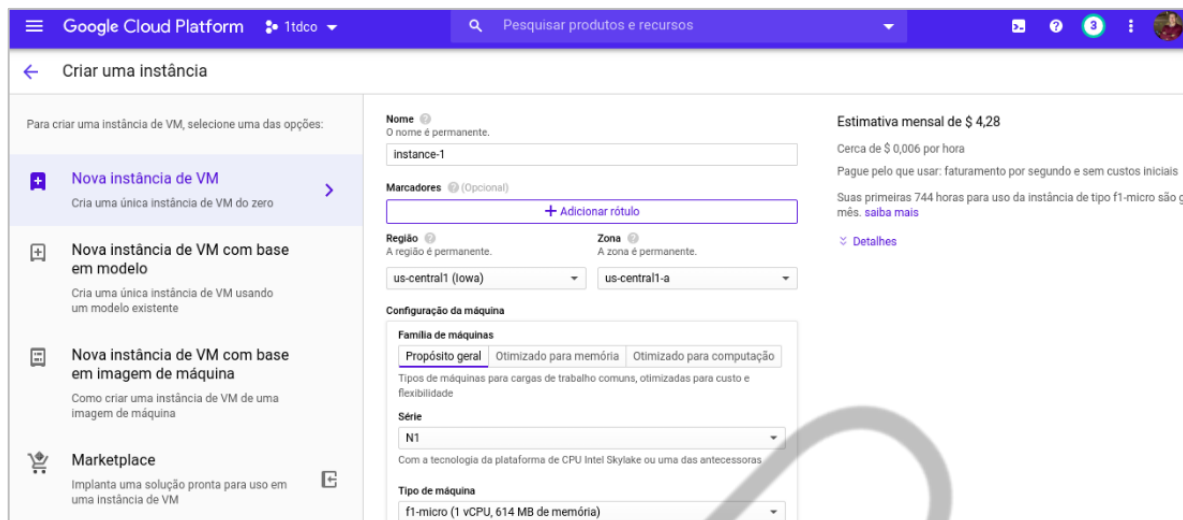 Google Cloud Platform
1tdco
Pesquisar produtos e recursos
3
Criar uma instância
Para criar uma instância de VM, selecione uma das opções:
Nova instância de VM
Cria uma única instância de VM do zero
Nova instância de VM com base
em modelo
Cria uma única instância de VM usando
um modelo existente
Nova instância de VM com base
em imagem de máquina
Como criar uma instância de VM de uma
imagem de máquina
Marketplace
Implanta uma solução pronta para uso em
uma instância de VM
Nome
O nome é permanente.
instance-1
Marcadores (Opcional)
+ Adicionar rótulo
Região
A região é permanente.
us-central1 (Iowa)
Zona
A zona é permanente.
us-central1-a
Configuração da máquina
Família de máquinas
Propósito geral Otimizado para memória Otimizado para computação
Tipos de máquinas para cargas de trabalho comuns, otimizadas para custo e
flexibilidade
Série
N1
Com a tecnologia da plataforma de CPU Intel Skylake ou uma das antecessoras
Tipo de máquina
f1-micro (1 vCPU, 614 MB de memória)
Estimativa mensal de $ 4,28
Cerca de $ 0,006 por hora
Pague pelo que usar: faturamento por segundo e sem custos iniciais
Suas primeiras 744 horas para uso da instância de tipo f1-micro são
mês. saiba mais
Detalhes